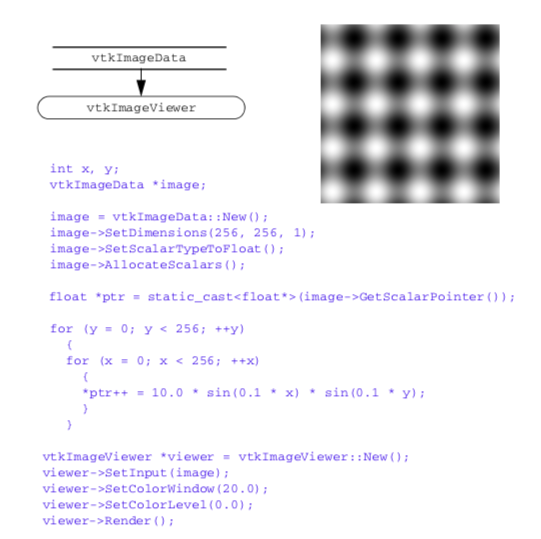 vtkImageData
vtkImageViewer
int x, y;
vtkImageData *image;
image = vtkImageData::New();
image->SetDimensions(256, 256, 1);
image->SetScalarTypeToFloat();
image->AllocateScalars();
float *ptr = static_cast<float*>(image->GetScalarPointer());
for (y = 0; y < 256; ++y)
{
for (x = 0; x < 256; ++x)
{
*ptr++ = 10.0 * sin(0.1 * x) * sin(0.1 * y);
}
}
vtkImageViewer *viewer = vtkImageViewer::New();
viewer->SetInput(image);
viewer->SetColorWindow(20.0);
viewer->SetColorLevel(0.0);
viewer->Render();